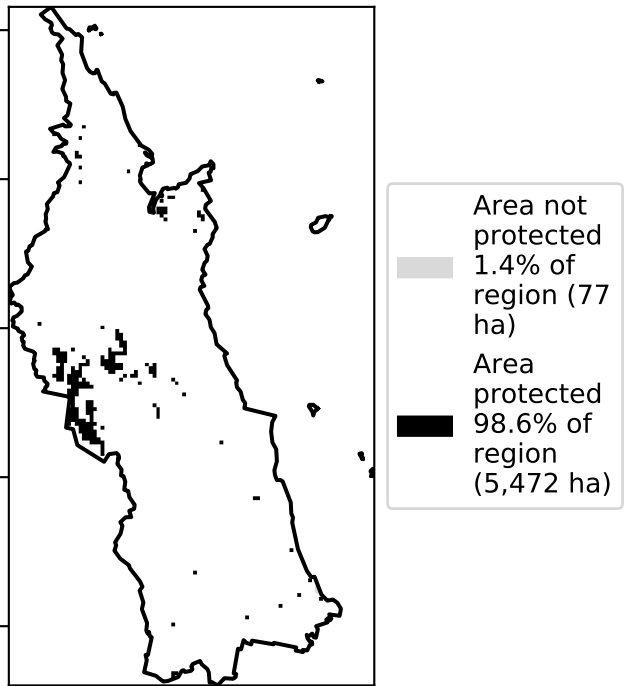 Area not
protected
1.4% of
region (77
ha)
Area
protected
98.6% of
region
(5,472 ha)